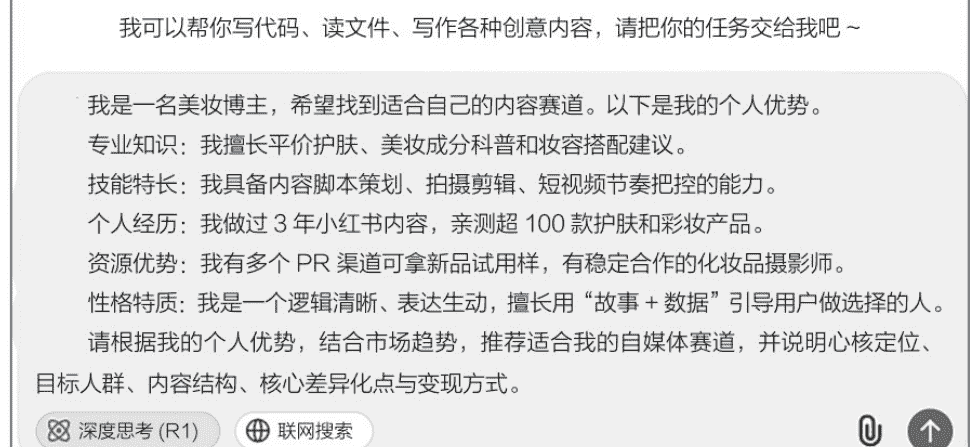 我可以帮你写代码、读文件、写作各种创意内容，请把你的任务交给我吧~
我是一名美妆博主，希望找到适合自己的内容赛道。以下是我的个人优势。
专业知识：我擅长平价护肤、美妆成分科普和妆容搭配建议。
技能特长：我具备内容脚本策划、拍摄剪辑、短视频节奏把控的能力。
个人经历：我做过 3 年小红书内容，亲测超 100 款护肤和彩妆产品。
资源优势：我有多个 PR 渠道可拿新品试用样，有稳定合作的化妆品摄影师。
性格特质：我是一个逻辑清晰、表达生动，擅长用“故事 + 数据”引导用户做选择的人。
请根据我的个人优势，结合市场趋势，推荐适合我的自媒体赛道，并说明心核定位、
目标人群、内容结构、核心差异化点与变现方式。
深度思考 (R1) 联网搜索